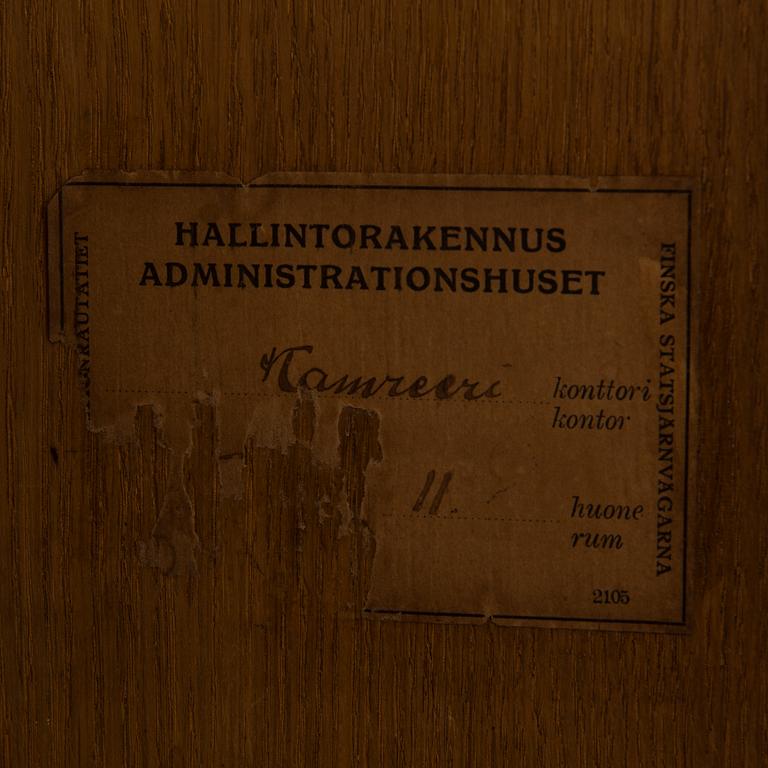 HALLINTORAKENNUS
ADMINISTRATIONSHUSET
Kamreeri konttori
kontor
11. huone
rum
2105
FINSKA STATSJÄRNVÄGARNA